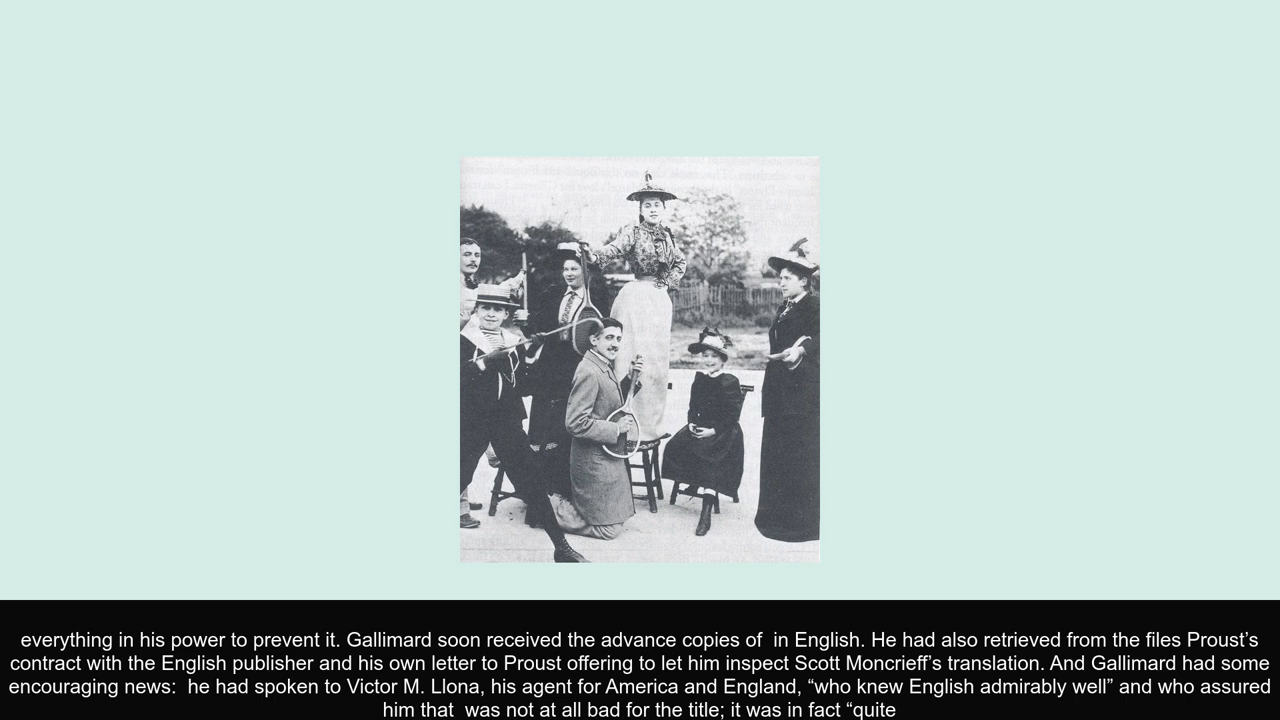 everything in his power to prevent it. Gallimard soon received the advance copies of  in English. He had also retrieved from the files Proust’s
contract with the English publisher and his own letter to Proust offering to let him inspect Scott Moncrieff’s translation. And Gallimard had some
encouraging news:  he had spoken to Victor M. Llona, his agent for America and England, “who knew English admirably well” and who assured
him that  was not at all bad for the title; it was in fact “quite